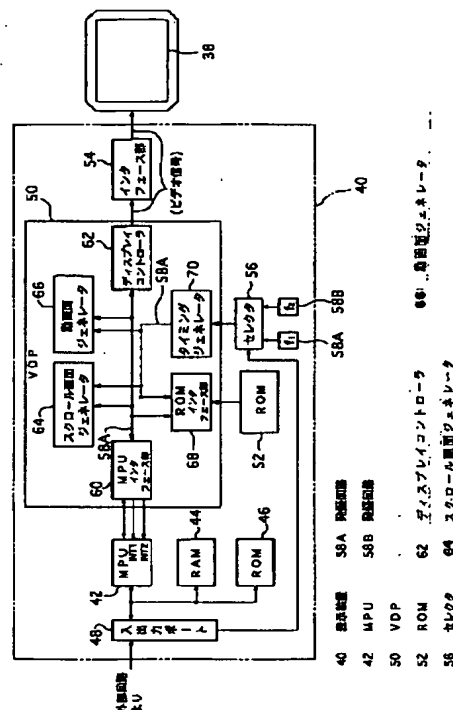 38
50
54
インタ
フェース部
(ビデオ信号)
VDP
64
スクロール画面
ジェネレータ
66
動画面
ジェネレータ
62
ディスプレイ
コントローラ
58A
60
MPU
インタ
フェース部
58A
ROM
インタ
フェース部
68
タイミング
ジェネレータ
70
42
MPU
INT1
INT2
48
入出力ポート
外部回路
より
RAM
44
ROM
46
ROM
52
セレクタ
56
f1
f2
58A
58B
40
40 表示装置
42 MPU
50 VDP
52 ROM
56 セレクタ
58A 発振回路
58B 発振回路
62 ディスプレイコントローラ
64 スクロール画面ジェネレータ
66 動画面ジェネレータ